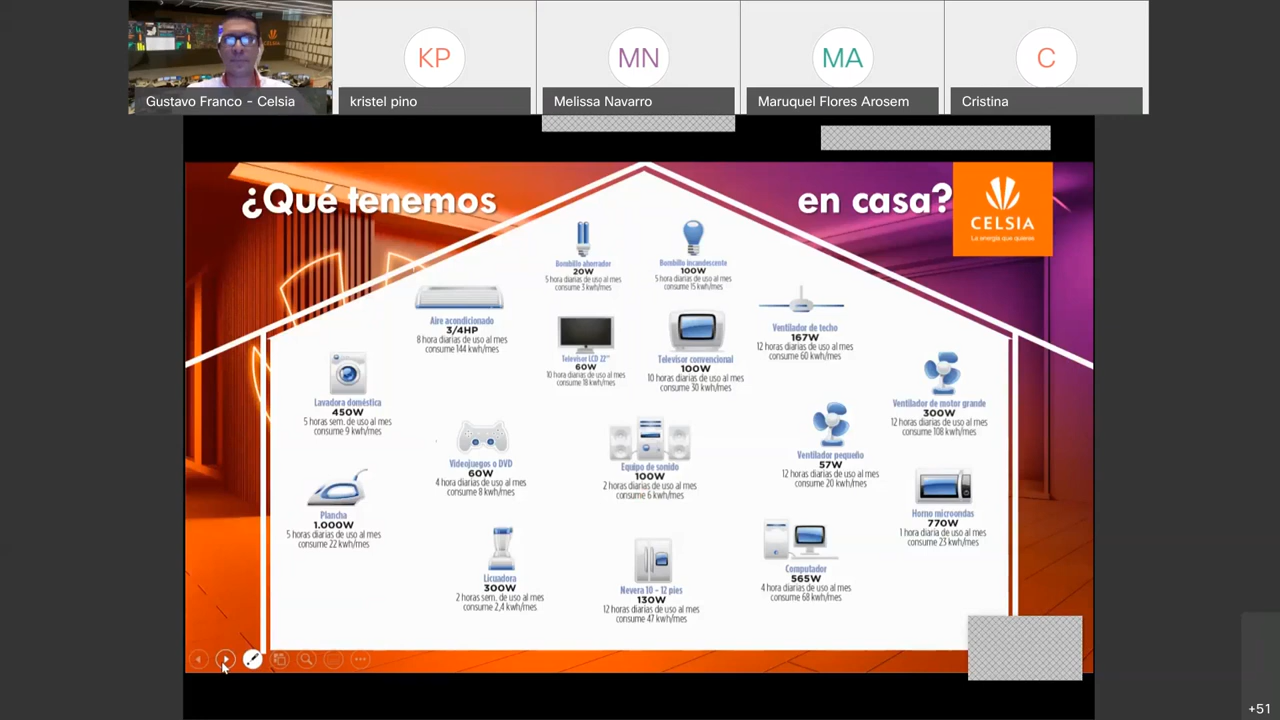 KP
MN
MA
C
Gustavo Franco - Celsia
kristel pino
Melissa Navarro
Maruquel Flores Arosem
Cristina
¿Qué tenemos
en casa?
CELSIA
La energía que quieres
Bombillo ahorrador
20W
5 hora diarias de uso al mes
consume 3 kwh/mes
Bombillo incandescente
100W
5 hora diarias de uso al mes
consume 15 kwh/mes
Aire acondicionado
3/4HP
8 hora diarias de uso al mes
consume 144 kwh/mes
Televisor LCD 22"
60W
10 hora diarias de uso al mes
consume 18 kwh/mes
Televisor convencional
100W
10 hora diarias de uso al mes
consume 30 kwh/mes
Ventilador de techo
167W
12 horas diarias de uso al mes
consume 60 kwh/mes
Lavadora doméstica
450W
5 horas sem. de uso al mes
consume 9 kwh/mes
Ventilador de motor grande
300W
12 horas diarias de uso al mes
consume 108 kwh/mes
Videojuegos o DVD
60W
4 hora diarias de uso al mes
consume 8 kwh/mes
Equipo de sonido
100W
2 horas diarias de uso al mes
consume 6 kwh/mes
Ventilador pequeño
57W
12 horas diarias de uso al mes
consume 20 kwh/mes
Plancha
1.000W
5 horas diarias de uso al mes
consume 22 kwh/mes
Horno microondas
770W
1 hora diaria de uso al mes
consume 23 kwh/mes
Licuadora
300W
2 horas sem. de uso al mes
consume 2,4 kwh/mes
Nevera 10 - 12 pies
130W
12 horas diarias de uso al mes
consume 47 kwh/mes
Computador
565W
4 hora diarias de uso al mes
consume 68 kwh/mes
+51